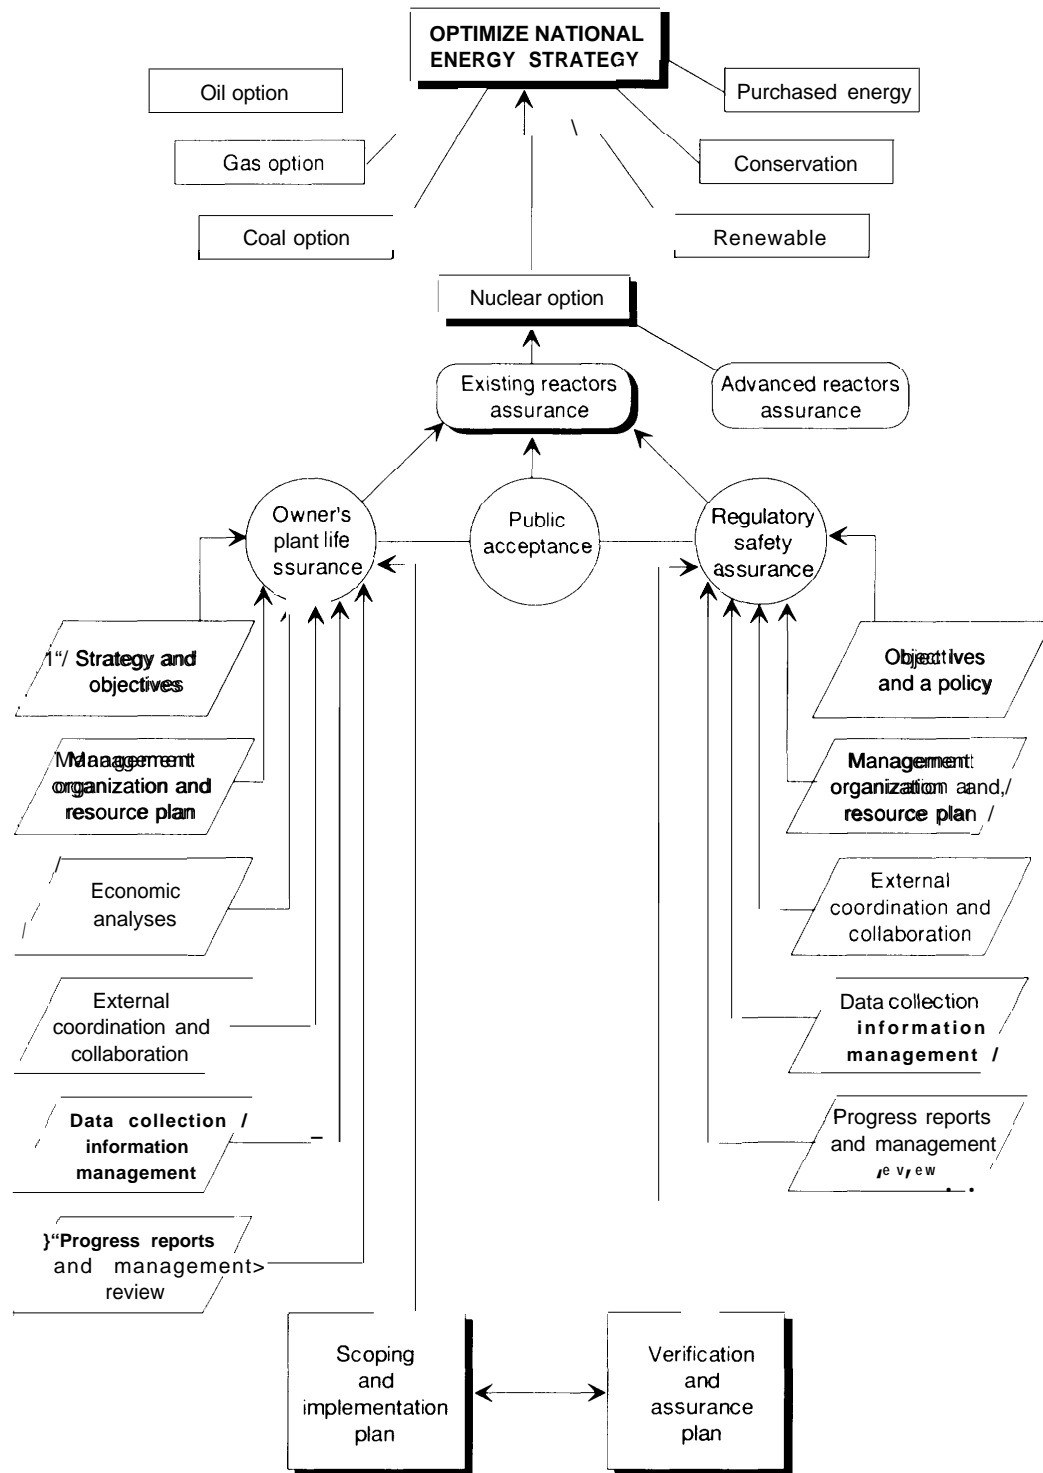 OPTIMIZE NATIONAL
ENERGY STRATEGY
Oil option
Purchased energy
Gas option
Conservation
Coal option
Renewable
Nuclear option
Existing reactors
assurance
Advanced reactors
assurance
Owner's
plant life
ssurance
Public
acceptance
Regulatory
safety
assurance
1“/ Strategy and
objectives
Objectives
and a policy
Management
organization and
resource plan
Management
organization and,/
resource plan /
Economic
analyses
External
coordination and
collaboration
External
coordination and
collaboration
Data collection
information
management /
Data collection /
information
management
Progress reports
and management
}“Progress reports
and management>
review
Scoping
and
implementation
plan
Verification
and
assurance
plan